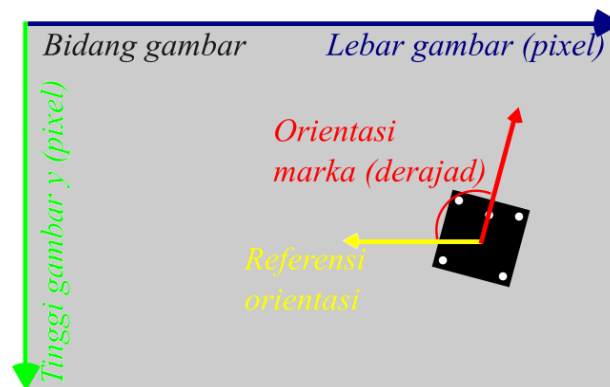 Bidang gambar
Lebar gambar (pixel)
Tinggi gambar y (pixel)
Orientasi
marka (derajad)
Referensi
orientasi